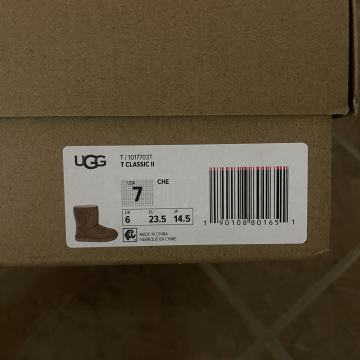 UGG
T / 1017703T
T CLASSIC II
USA
7
CHE
UK EU JP
6 23.5 14.5
MADE IN CHINA
FABRIQUÉ EN CHINE
1 90108 80165 1